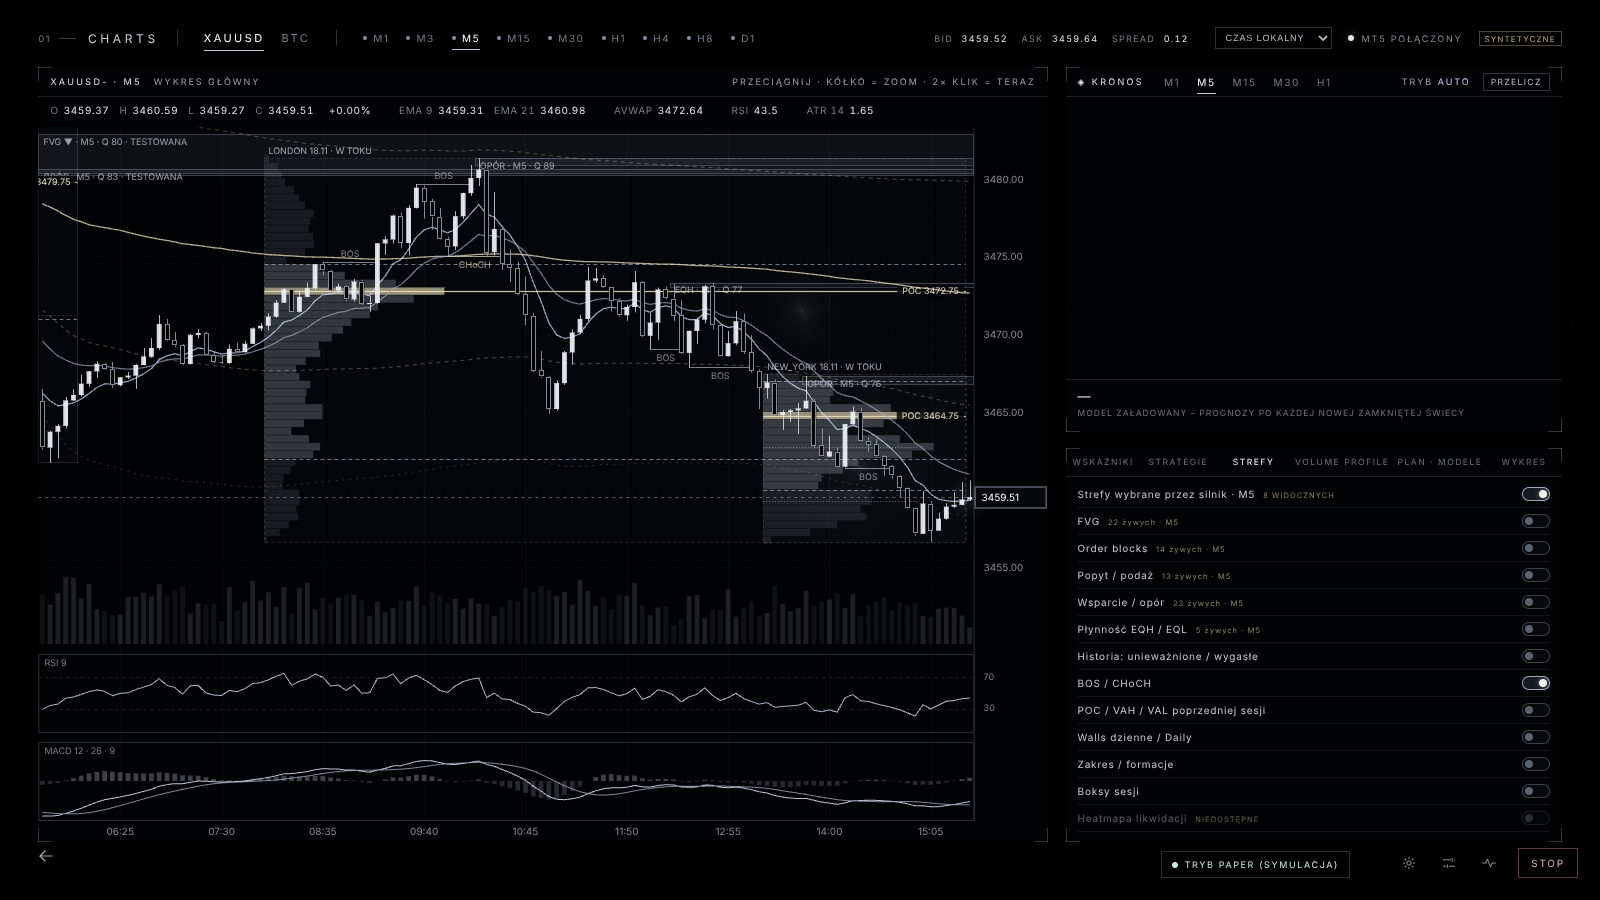 01 — CHARTS XAUUSD BTC • M1 • M3 • M5 • M15 • M30 • H1 • H4 • H8 • D1 BID 3459.52 ASK 3459.64 SPREAD 0.12 CZAS LOKALNY MT5 POŁĄCZONY SYNTETYCZNE
XAUUSD- · M5 WYKRES GŁÓWNY PRZECIĄGNIJ · KÓŁKO = ZOOM · 2× KLIK = TERAZ
O 3459.37 H 3460.59 L 3459.27 C 3459.51 +0.00% EMA 9 3459.31 EMA 21 3460.98 AVWAP 3472.64 RSI 43.5 ATR 14 1.65
FVG ▼ · M5 · Q 80 · TESTOWANA
LONDON 18.11 · W TOKU
OPÓR · M5 · Q 89
OPÓR · M5 · Q 83 · TESTOWANA
3479.75
BOS
3480.00
BOS
CHoCH
3475.00
EQH · Q 77
POC 3472.75
3470.00
BOS
BOS
NEW_YORK 18.11 · W TOKU
OPÓR · M5 · Q 76
POC 3464.75
3465.00
BOS
3459.51
3455.00
RSI 9
70
30
MACD 12 · 26 · 9
06:25 07:30 08:35 09:40 10:45 11:50 12:55 14:00 15:05
◈ KRONOS M1 M5 M15 M30 H1 TRYB AUTO PRZELICZ
—
MODEL ZAŁADOWANY – PROGNOZY PO KAŻDEJ NOWEJ ZAMKNIĘTEJ ŚWIECY
WSKAŹNIKI STRATEGIE STREFY VOLUME PROFILE PLAN · MODELE WYKRES
Strefy wybrane przez silnik · M5 8 WIDOCZNYCH
FVG 22 żywych · M5
Order blocks 14 żywych · M5
Popyt / podaż 13 żywych · M5
Wsparcie / opór 23 żywych · M5
Płynność EQH / EQL 5 żywych · M5
Historia: unieważnione / wygasłe
BOS / CHoCH
POC / VAH / VAL poprzedniej sesji
Walls dzienne / Daily
Zakres / formacje
Boksy sesji
Heatmapa likwidacji NIEDOSTĘPNE
← TRYB PAPER (SYMULACJA) STOP